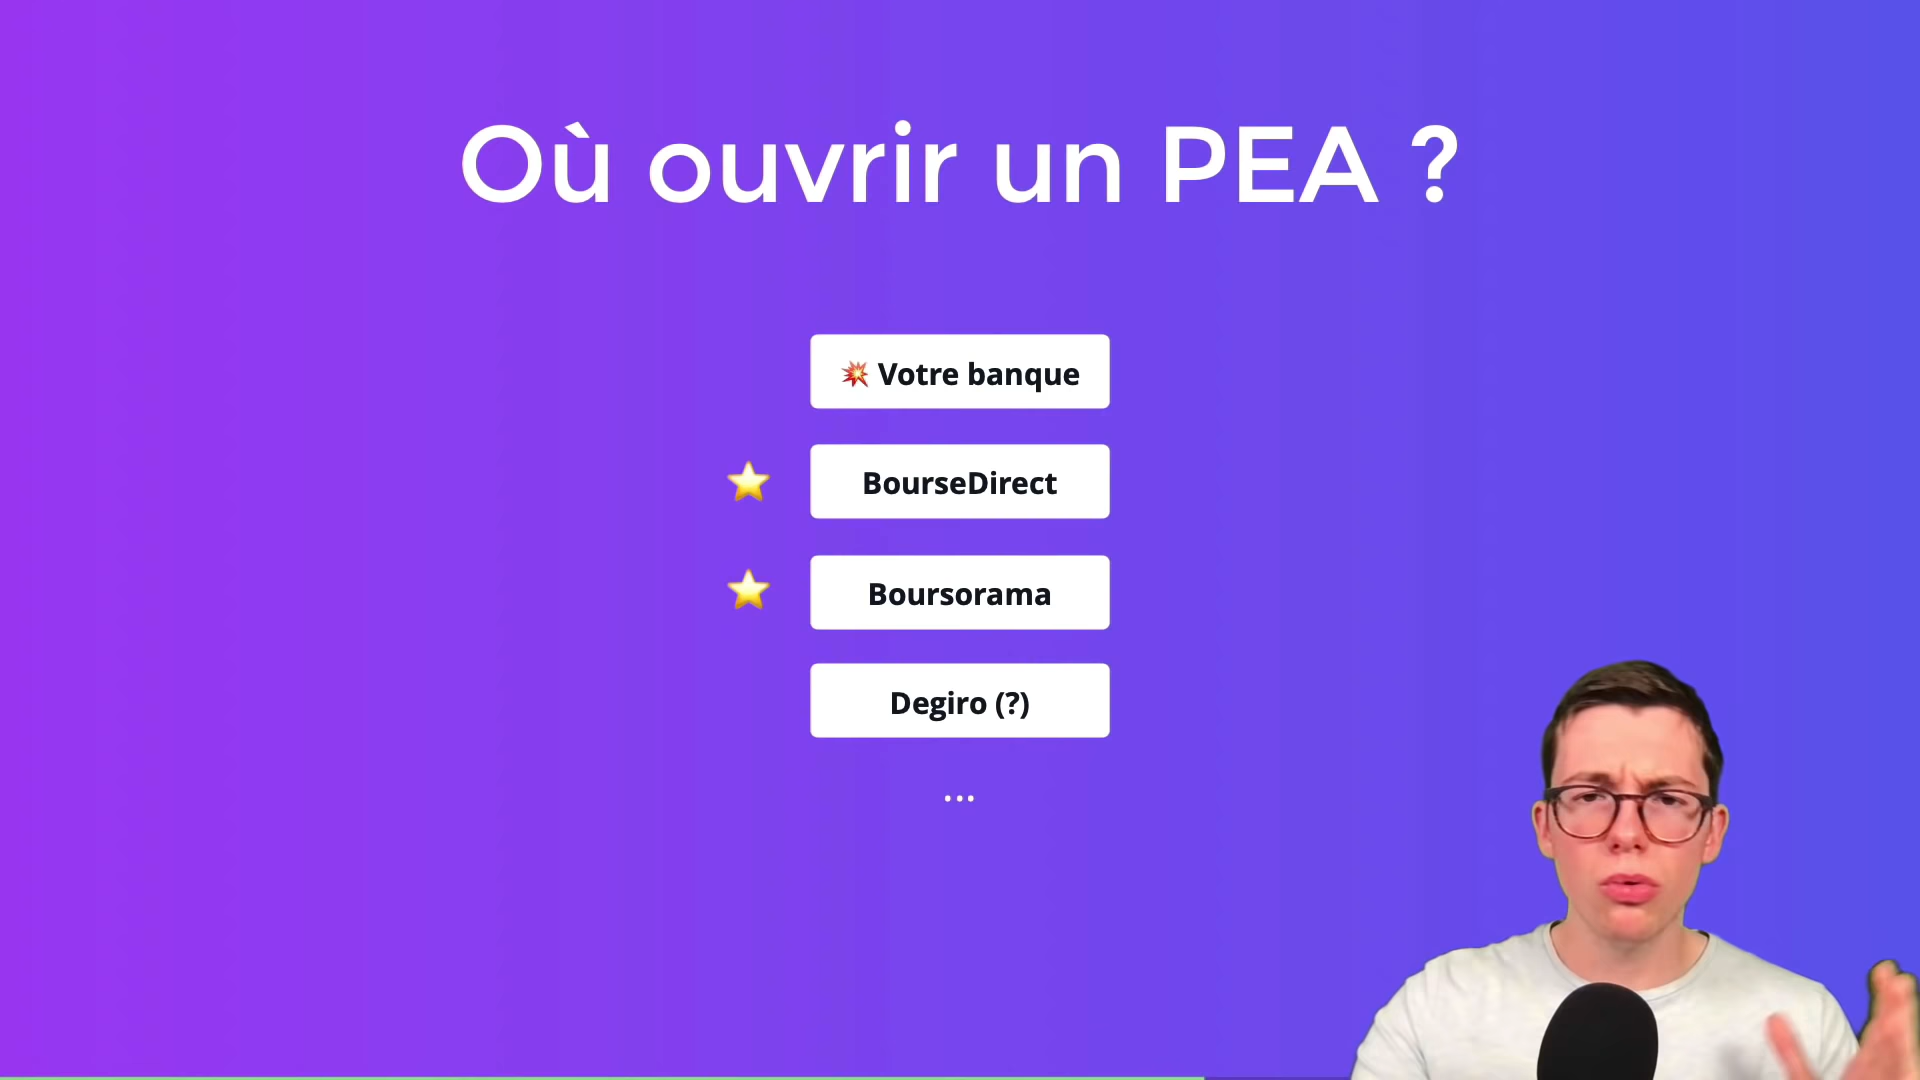 Où ouvrir un PEA ?
💥 Votre banque
⭐ BourseDirect
⭐ Boursorama
Degiro (?)
...